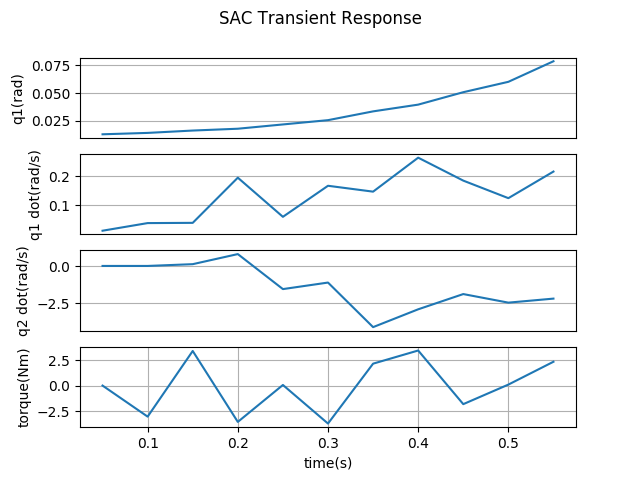 SAC Transient Response
0.075
0.050
0.025
q1(rad)
0.2
0.1
q1 dot(rad/s)
0.0
−2.5
q2 dot(rad/s)
2.5
0.0
−2.5
torque(Nm)
0.1 0.2 0.3 0.4 0.5
time(s)